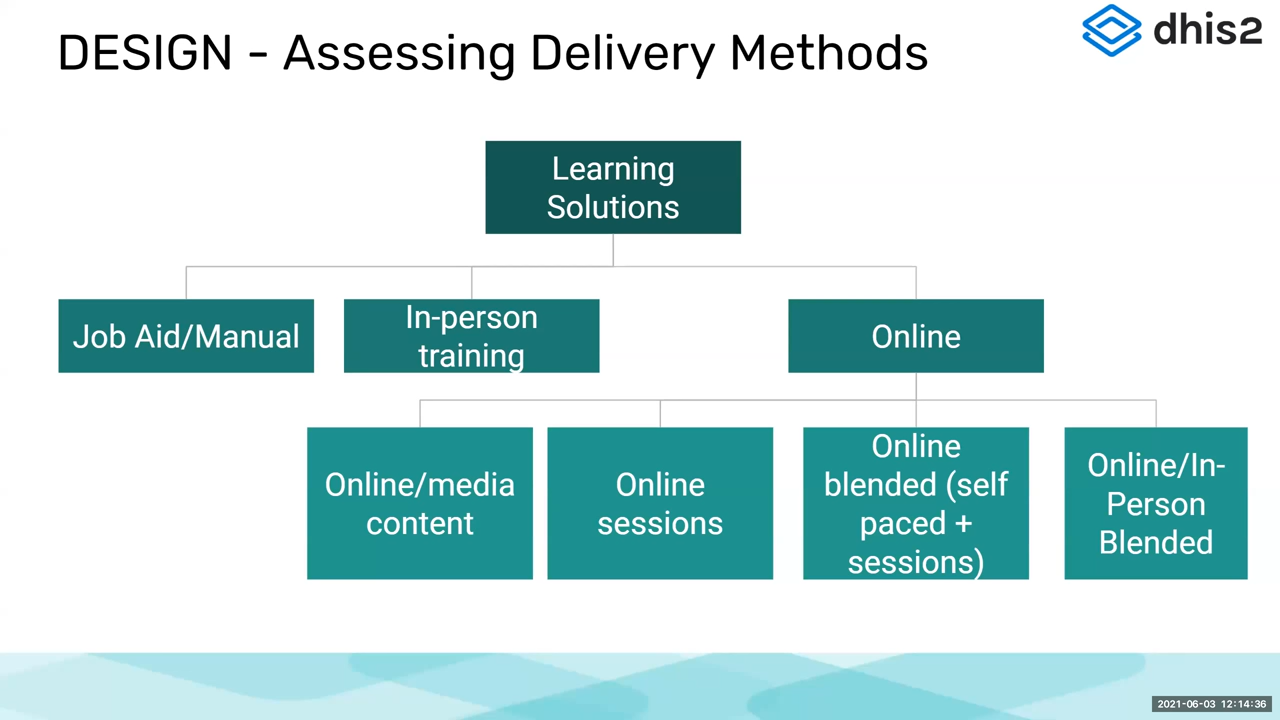 DESIGN - Assessing Delivery Methods
dhis2
Learning
Solutions
Job Aid/Manual
In-person
training
Online
Online/media
content
Online
sessions
Online
blended (self
paced +
sessions)
Online/In-
Person
Blended
2021-06-03 12:14:36